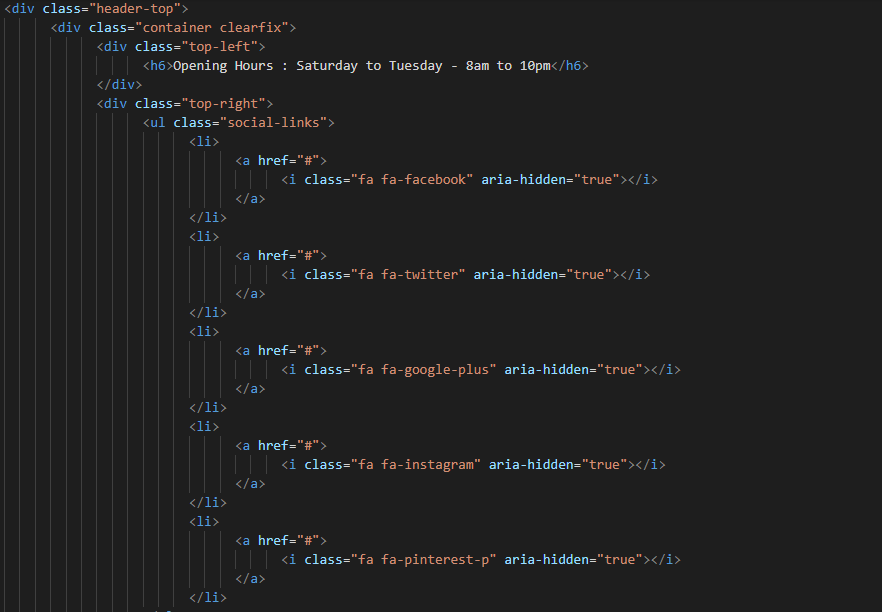 <div class="header-top">
<div class="container clearfix">
<div class="top-left">
<h6>Opening Hours : Saturday to Tuesday - 8am to 10pm</h6>
</div>
<div class="top-right">
<ul class="social-links">
<li>
<a href="#">
<i class="fa fa-facebook" aria-hidden="true"></i>
</a>
</li>
<li>
<a href="#">
<i class="fa fa-twitter" aria-hidden="true"></i>
</a>
</li>
<li>
<a href="#">
<i class="fa fa-google-plus" aria-hidden="true"></i>
</a>
</li>
<li>
<a href="#">
<i class="fa fa-instagram" aria-hidden="true"></i>
</a>
</li>
<li>
<a href="#">
<i class="fa fa-pinterest-p" aria-hidden="true"></i>
</a>
</li>